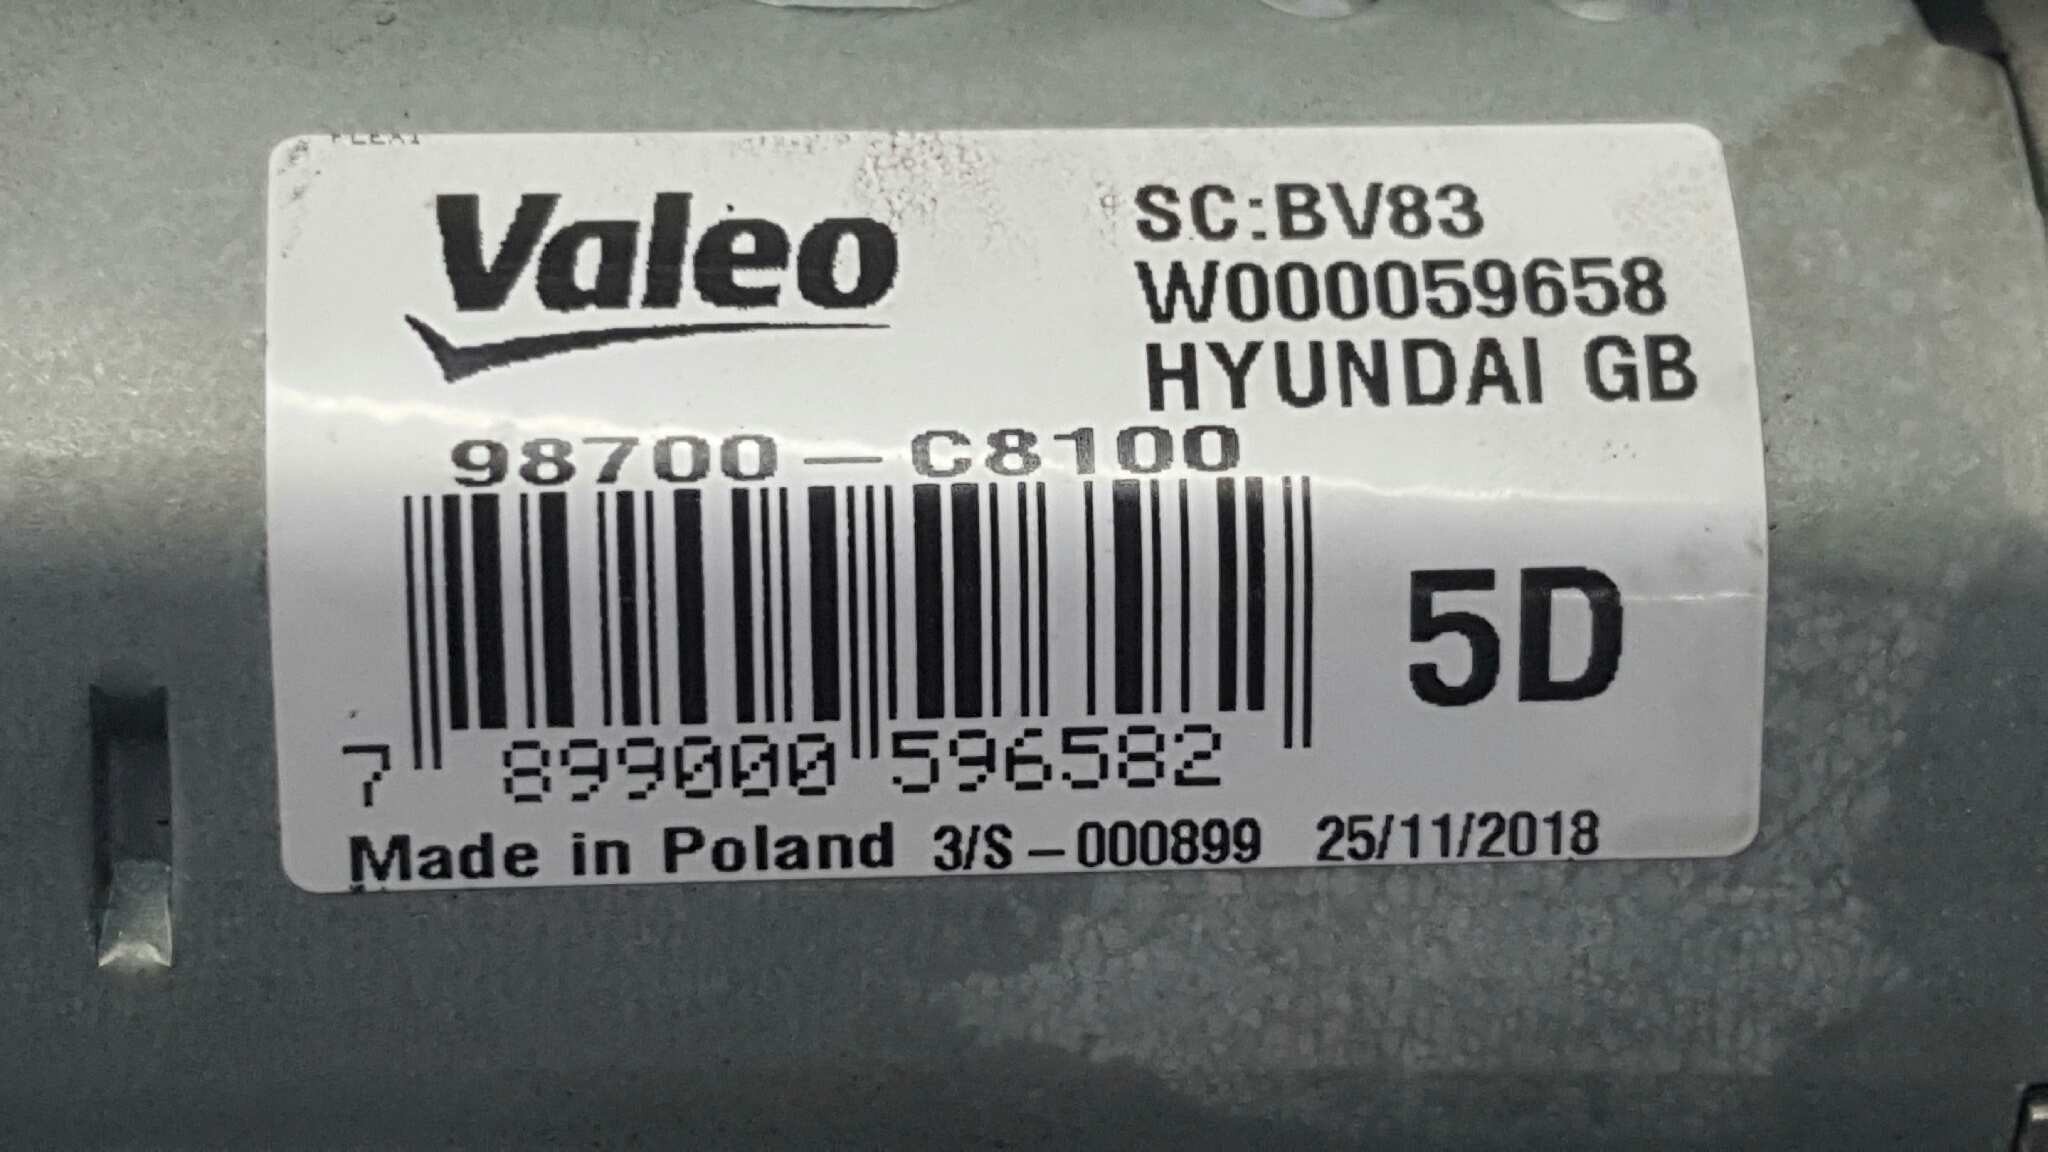 Valeo
SC:BV83
W000059658
HYUNDAI GB
98700-C8100
5D
7 899000 596582
Made in Poland 3/S-000899 25/11/2018